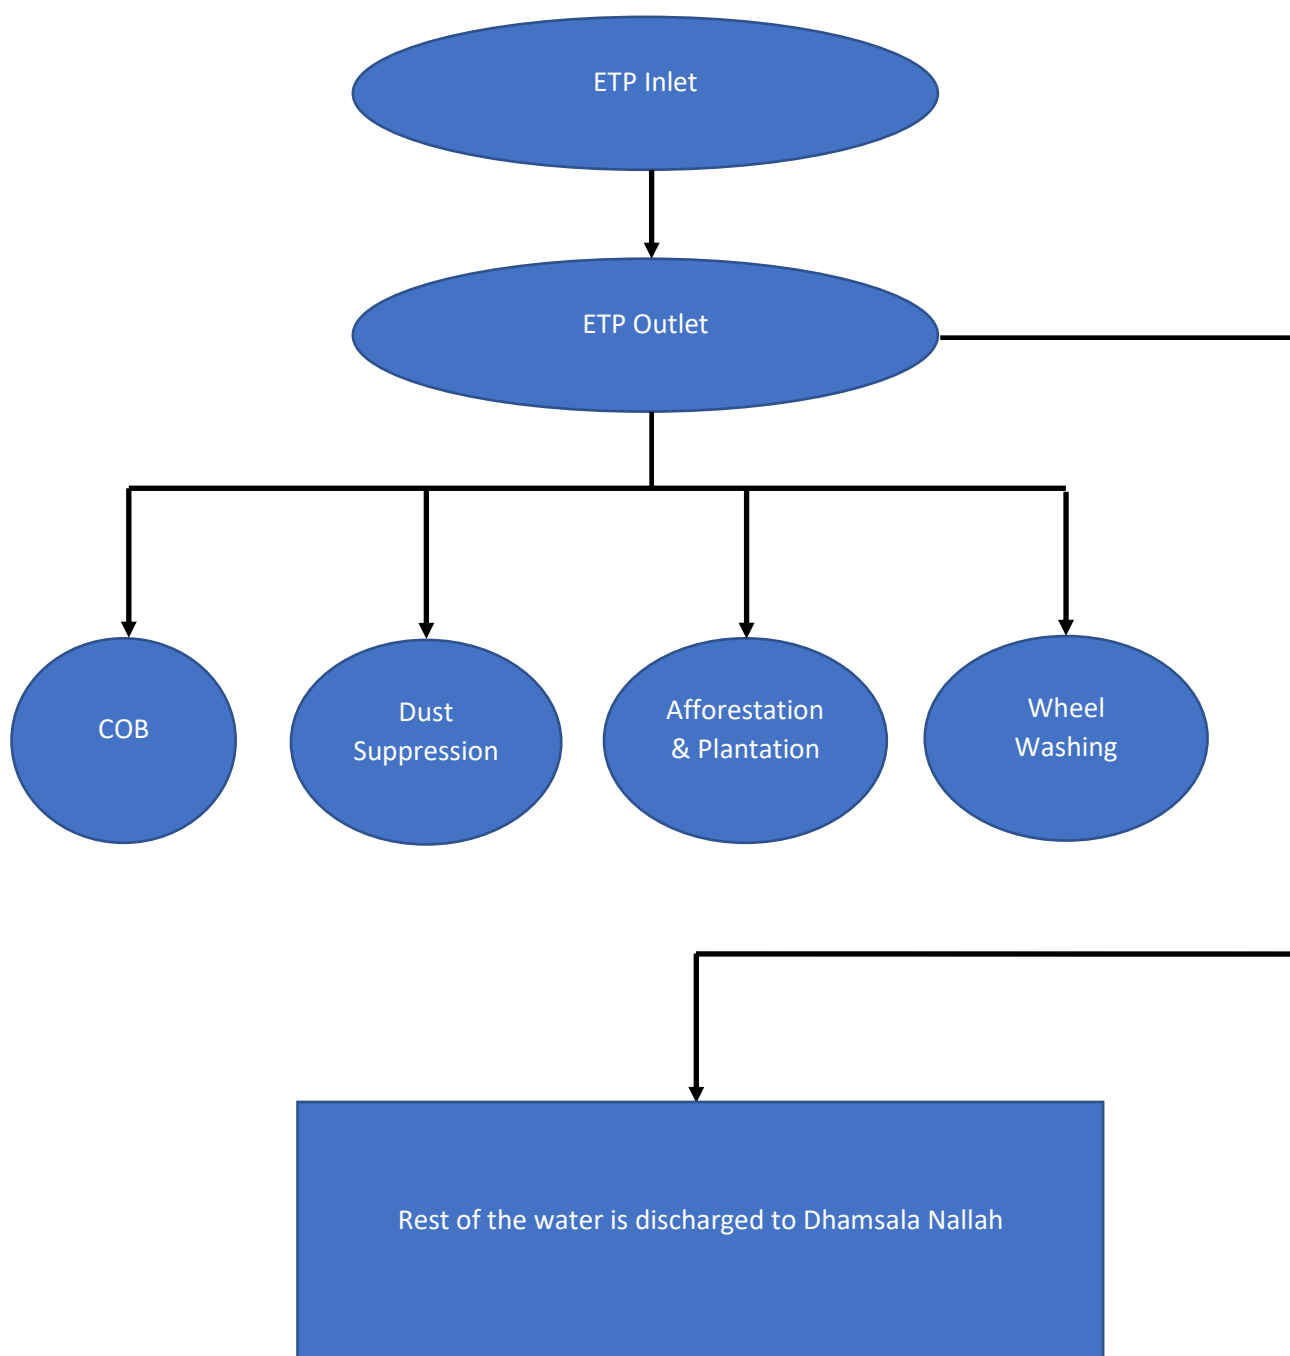 ETP Inlet
ETP Outlet
COB
Dust
Suppression
Afforestation
& Plantation
Wheel
Washing
Rest of the water is discharged to Dhamsala Nallah